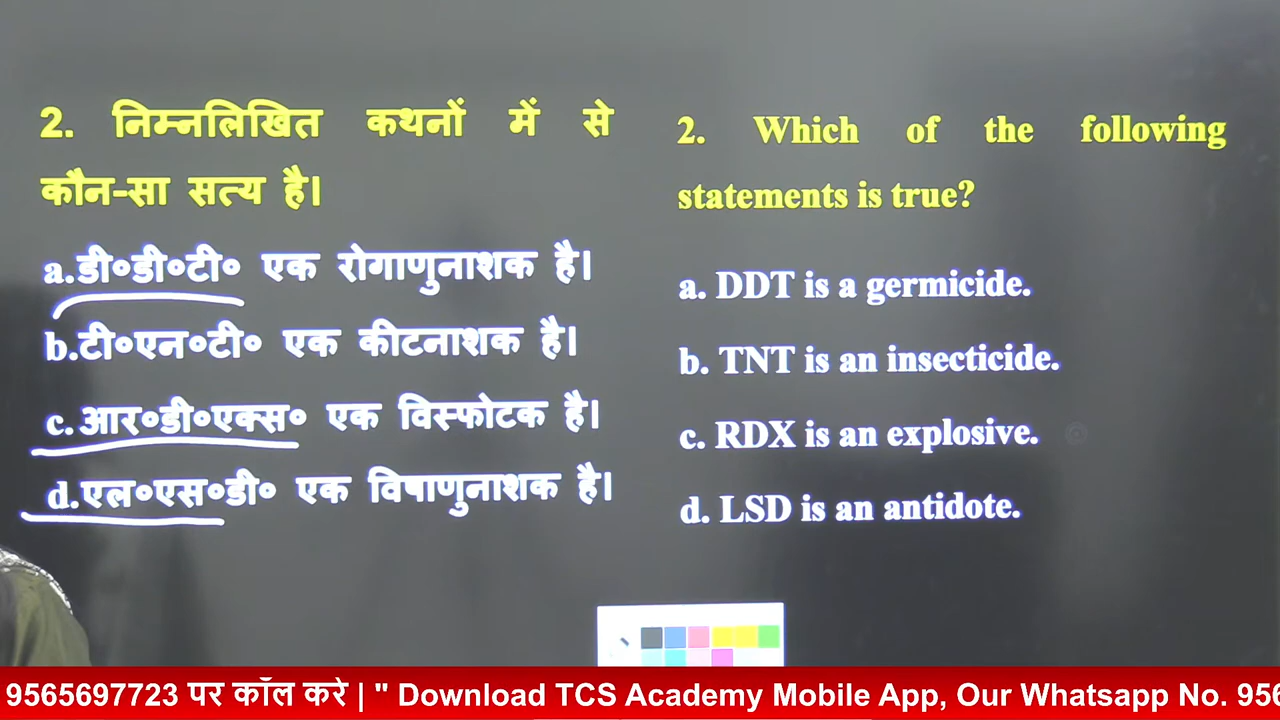 2. निम्नलिखित कथनों में से
कौन-सा सत्य है।
a.डी०डी०टी० एक रोगाणुनाशक है।
b.टी०एन०टी० एक कीटनाशक है।
c.आर०डी०एक्स० एक विस्फोटक है।
d.एल०एस०डी० एक विषाणुनाशक है।
2. Which of the following
statements is true?
a. DDT is a germicide.
b. TNT is an insecticide.
c. RDX is an explosive.
d. LSD is an antidote.
9565697723 पर कॉल करे | " Download TCS Academy Mobile App, Our Whatsapp No. 956